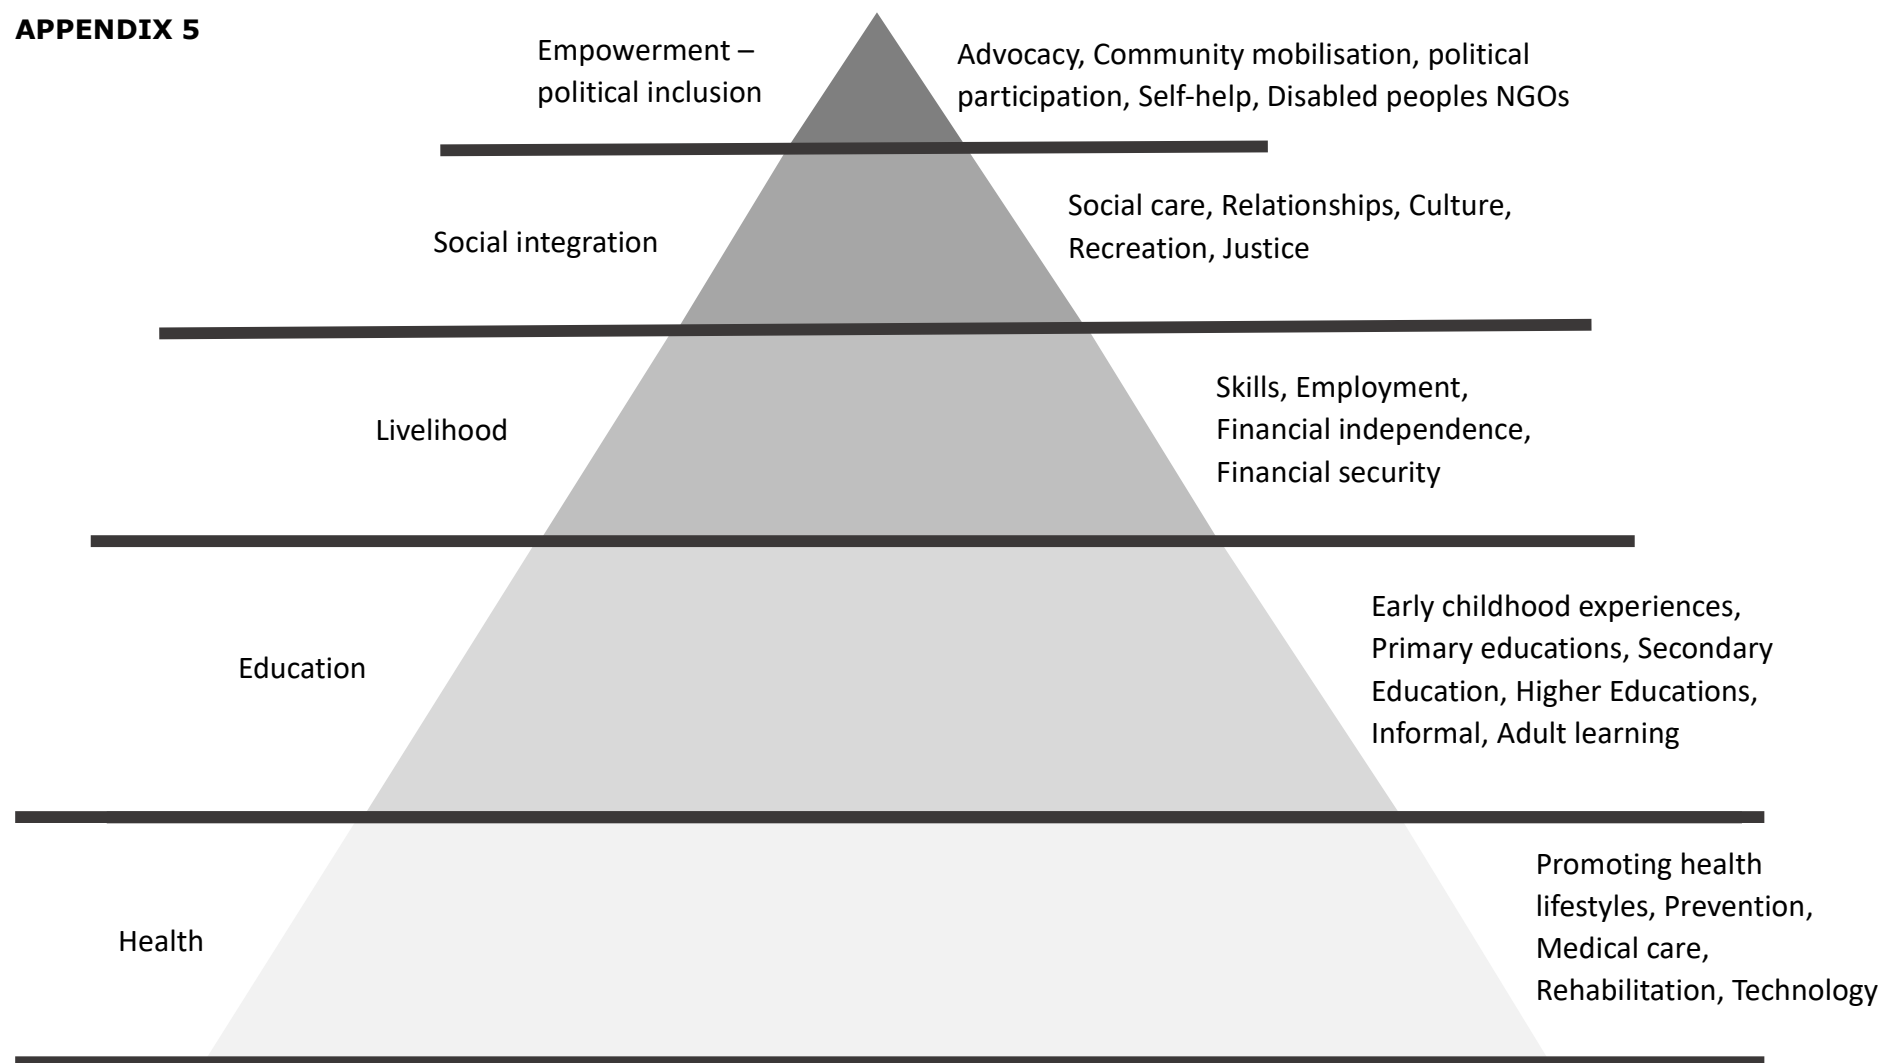 APPENDIX 5
Empowerment –
political inclusion
Advocacy, Community mobilisation, political
participation, Self-help, Disabled peoples NGOs
Social integration
Social care, Relationships, Culture,
Recreation, Justice
Livelihood
Skills, Employment,
Financial independence,
Financial security
Education
Early childhood experiences,
Primary educations, Secondary
Education, Higher Educations,
Informal, Adult learning
Health
Promoting health
lifestyles, Prevention,
Medical care,
Rehabilitation, Technology